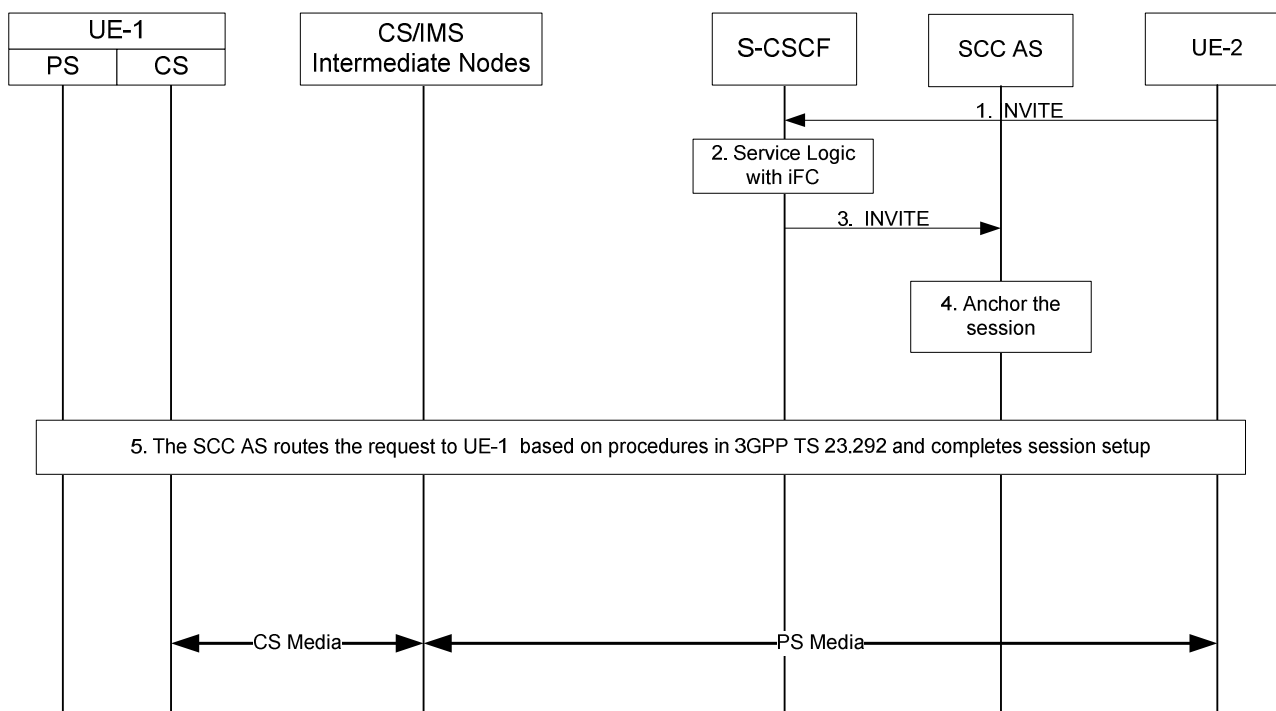 UE-1
PS CS
CS/IMS
Intermediate Nodes
S-CSCF
SCC AS
UE-2
1. INVITE
2. Service Logic
with iFC
3. INVITE
4. Anchor the
session
5. The SCC AS routes the request to UE-1 based on procedures in 3GPP TS 23.292 and completes session setup
CS Media
PS Media